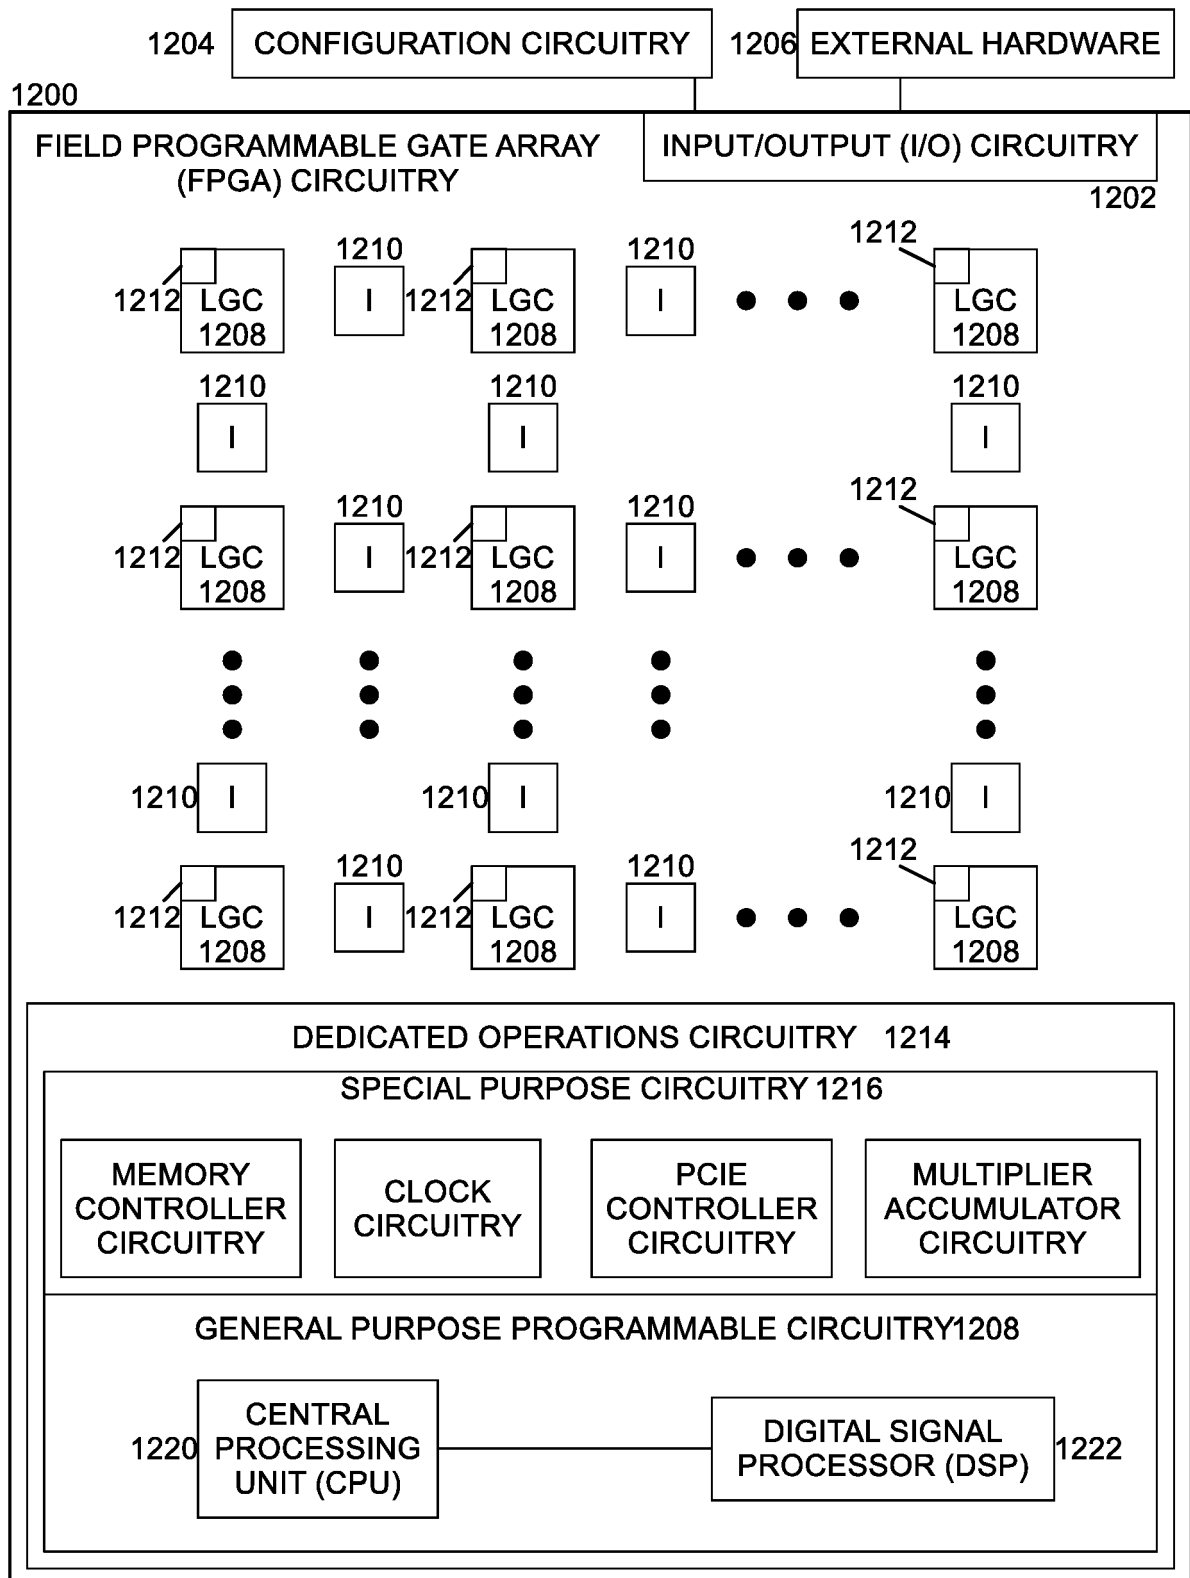 1204 CONFIGURATION CIRCUITRY 1206 EXTERNAL HARDWARE
1200
FIELD PROGRAMMABLE GATE ARRAY
(FPGA) CIRCUITRY
INPUT/OUTPUT (I/O) CIRCUITRY
1202
1210 1210 1212
1212 LGC I 1212 LGC I LGC
1208 1208 1208
1210 1210 1210
I I I
1210 1210 1212
1212 LGC I 1212 LGC I LGC
1208 1208 1208
1210 I 1210 I 1210 I
1210 1210 1212
1212 LGC I 1212 LGC I LGC
1208 1208 1208
DEDICATED OPERATIONS CIRCUITRY 1214
SPECIAL PURPOSE CIRCUITRY 1216
MEMORY
CONTROLLER
CIRCUITRY
CLOCK
CIRCUITRY
PCIE
CONTROLLER
CIRCUITRY
MULTIPLIER
ACCUMULATOR
CIRCUITRY
GENERAL PURPOSE PROGRAMMABLE CIRCUITRY1208
1220
CENTRAL
PROCESSING
UNIT (CPU)
DIGITAL SIGNAL
PROCESSOR (DSP)
1222